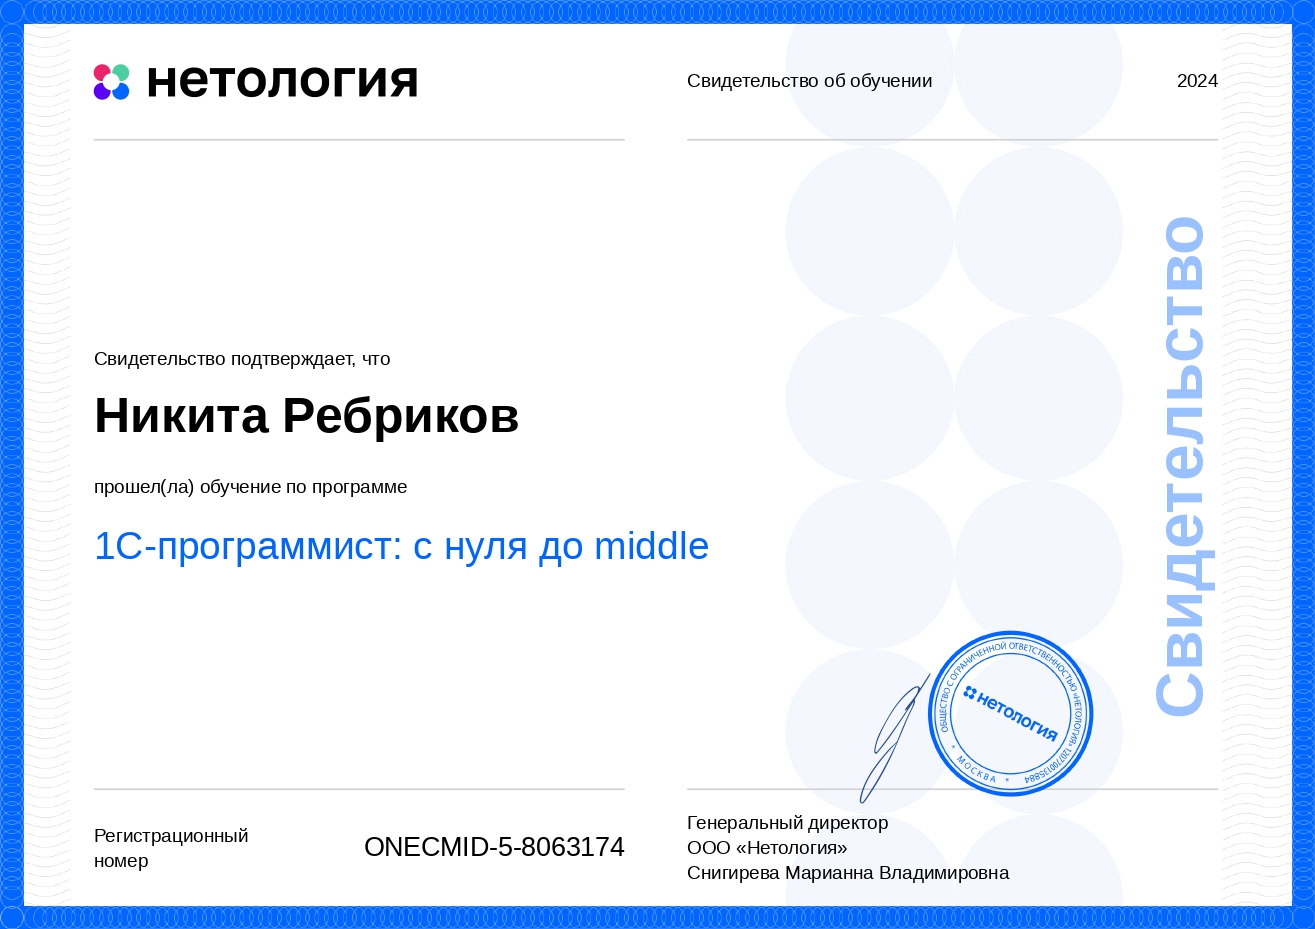 нетология
Свидетельство об обучении
2024
Свидетельство подтверждает, что
Никита Ребриков
прошел(ла) обучение по программе
1С-программист: с нуля до middle
Свидетельство
ОБЩЕСТВО С ОГРАНИЧЕННОЙ ОТВЕТСТВЕННОСТЬЮ «НЕТОЛОГИЯ» 1207700135884
* МОСКВА *
нетология
Регистрационный
номер
ONECMID-5-8063174
Генеральный директор
ООО «Нетология»
Снигирева Марианна Владимировна